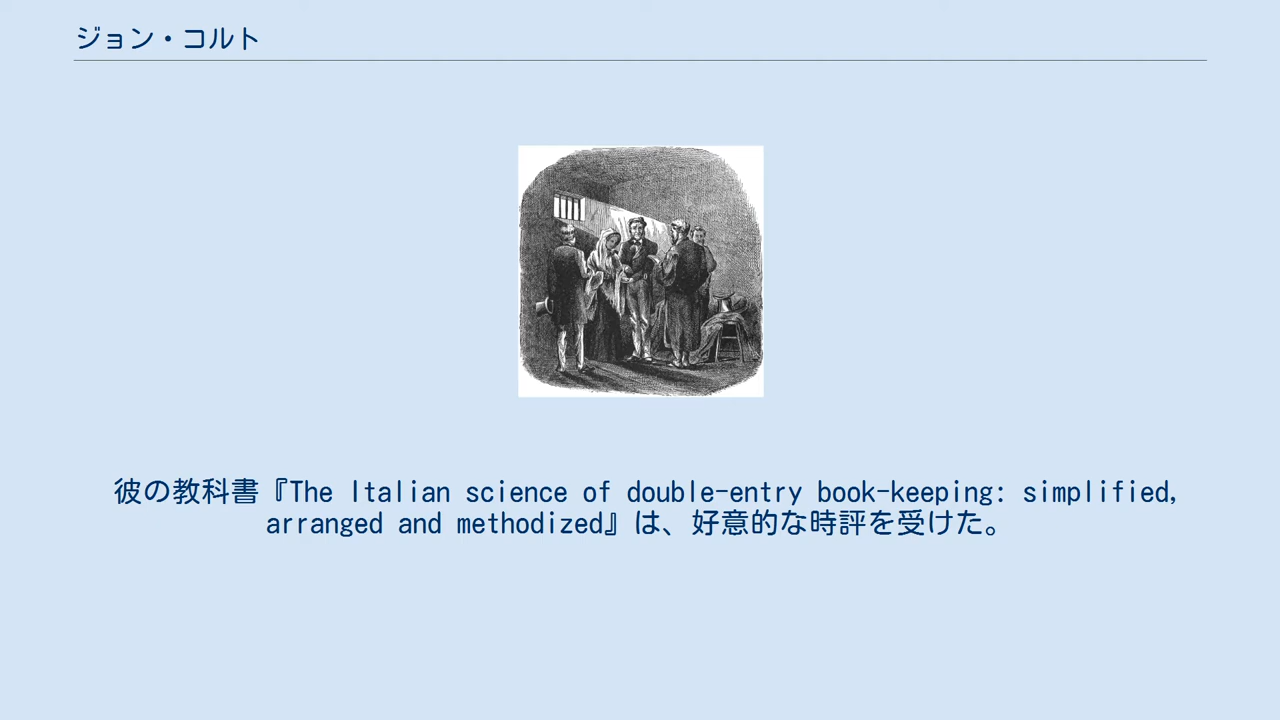 ジョン・コルト
彼の教科書『The Italian science of double-entry book-keeping: simplified,
arranged and methodized』は、好意的な時評を受けた。